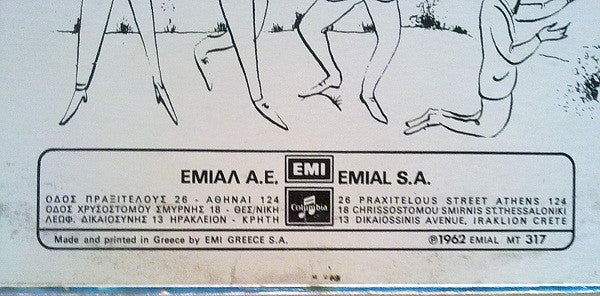 ΕΜΙΑΛ Α.Ε. EMI EMIAL S.A.
ΟΔΟΣ ΠΡΑΞΙΤΕΛΟΥΣ 26 - ΑΘΗΝΑΙ 124 Columbia 26 PRAXITELOUS STREET ATHENS 124
ΟΔΟΣ ΧΡΥΣΟΣΤΟΜΟΥ ΣΜΥΡΝΗΣ 18 - ΘΕΣ/ΝΙΚΗ 18 CHRISSOSTOMOU SMIRNIS ST. THESSALONIKI
ΛΕΩΦ. ΔΙΚΑΙΟΣΥΝΗΣ 13 ΗΡΑΚΛΕΙΟΝ - ΚΡΗΤΗ 13 DIKAIOSSINIS AVENUE, IRAKLION CRETE
Made and printed in Greece by EMI GREECE S.A. ℗1962 EMIAL MT 317